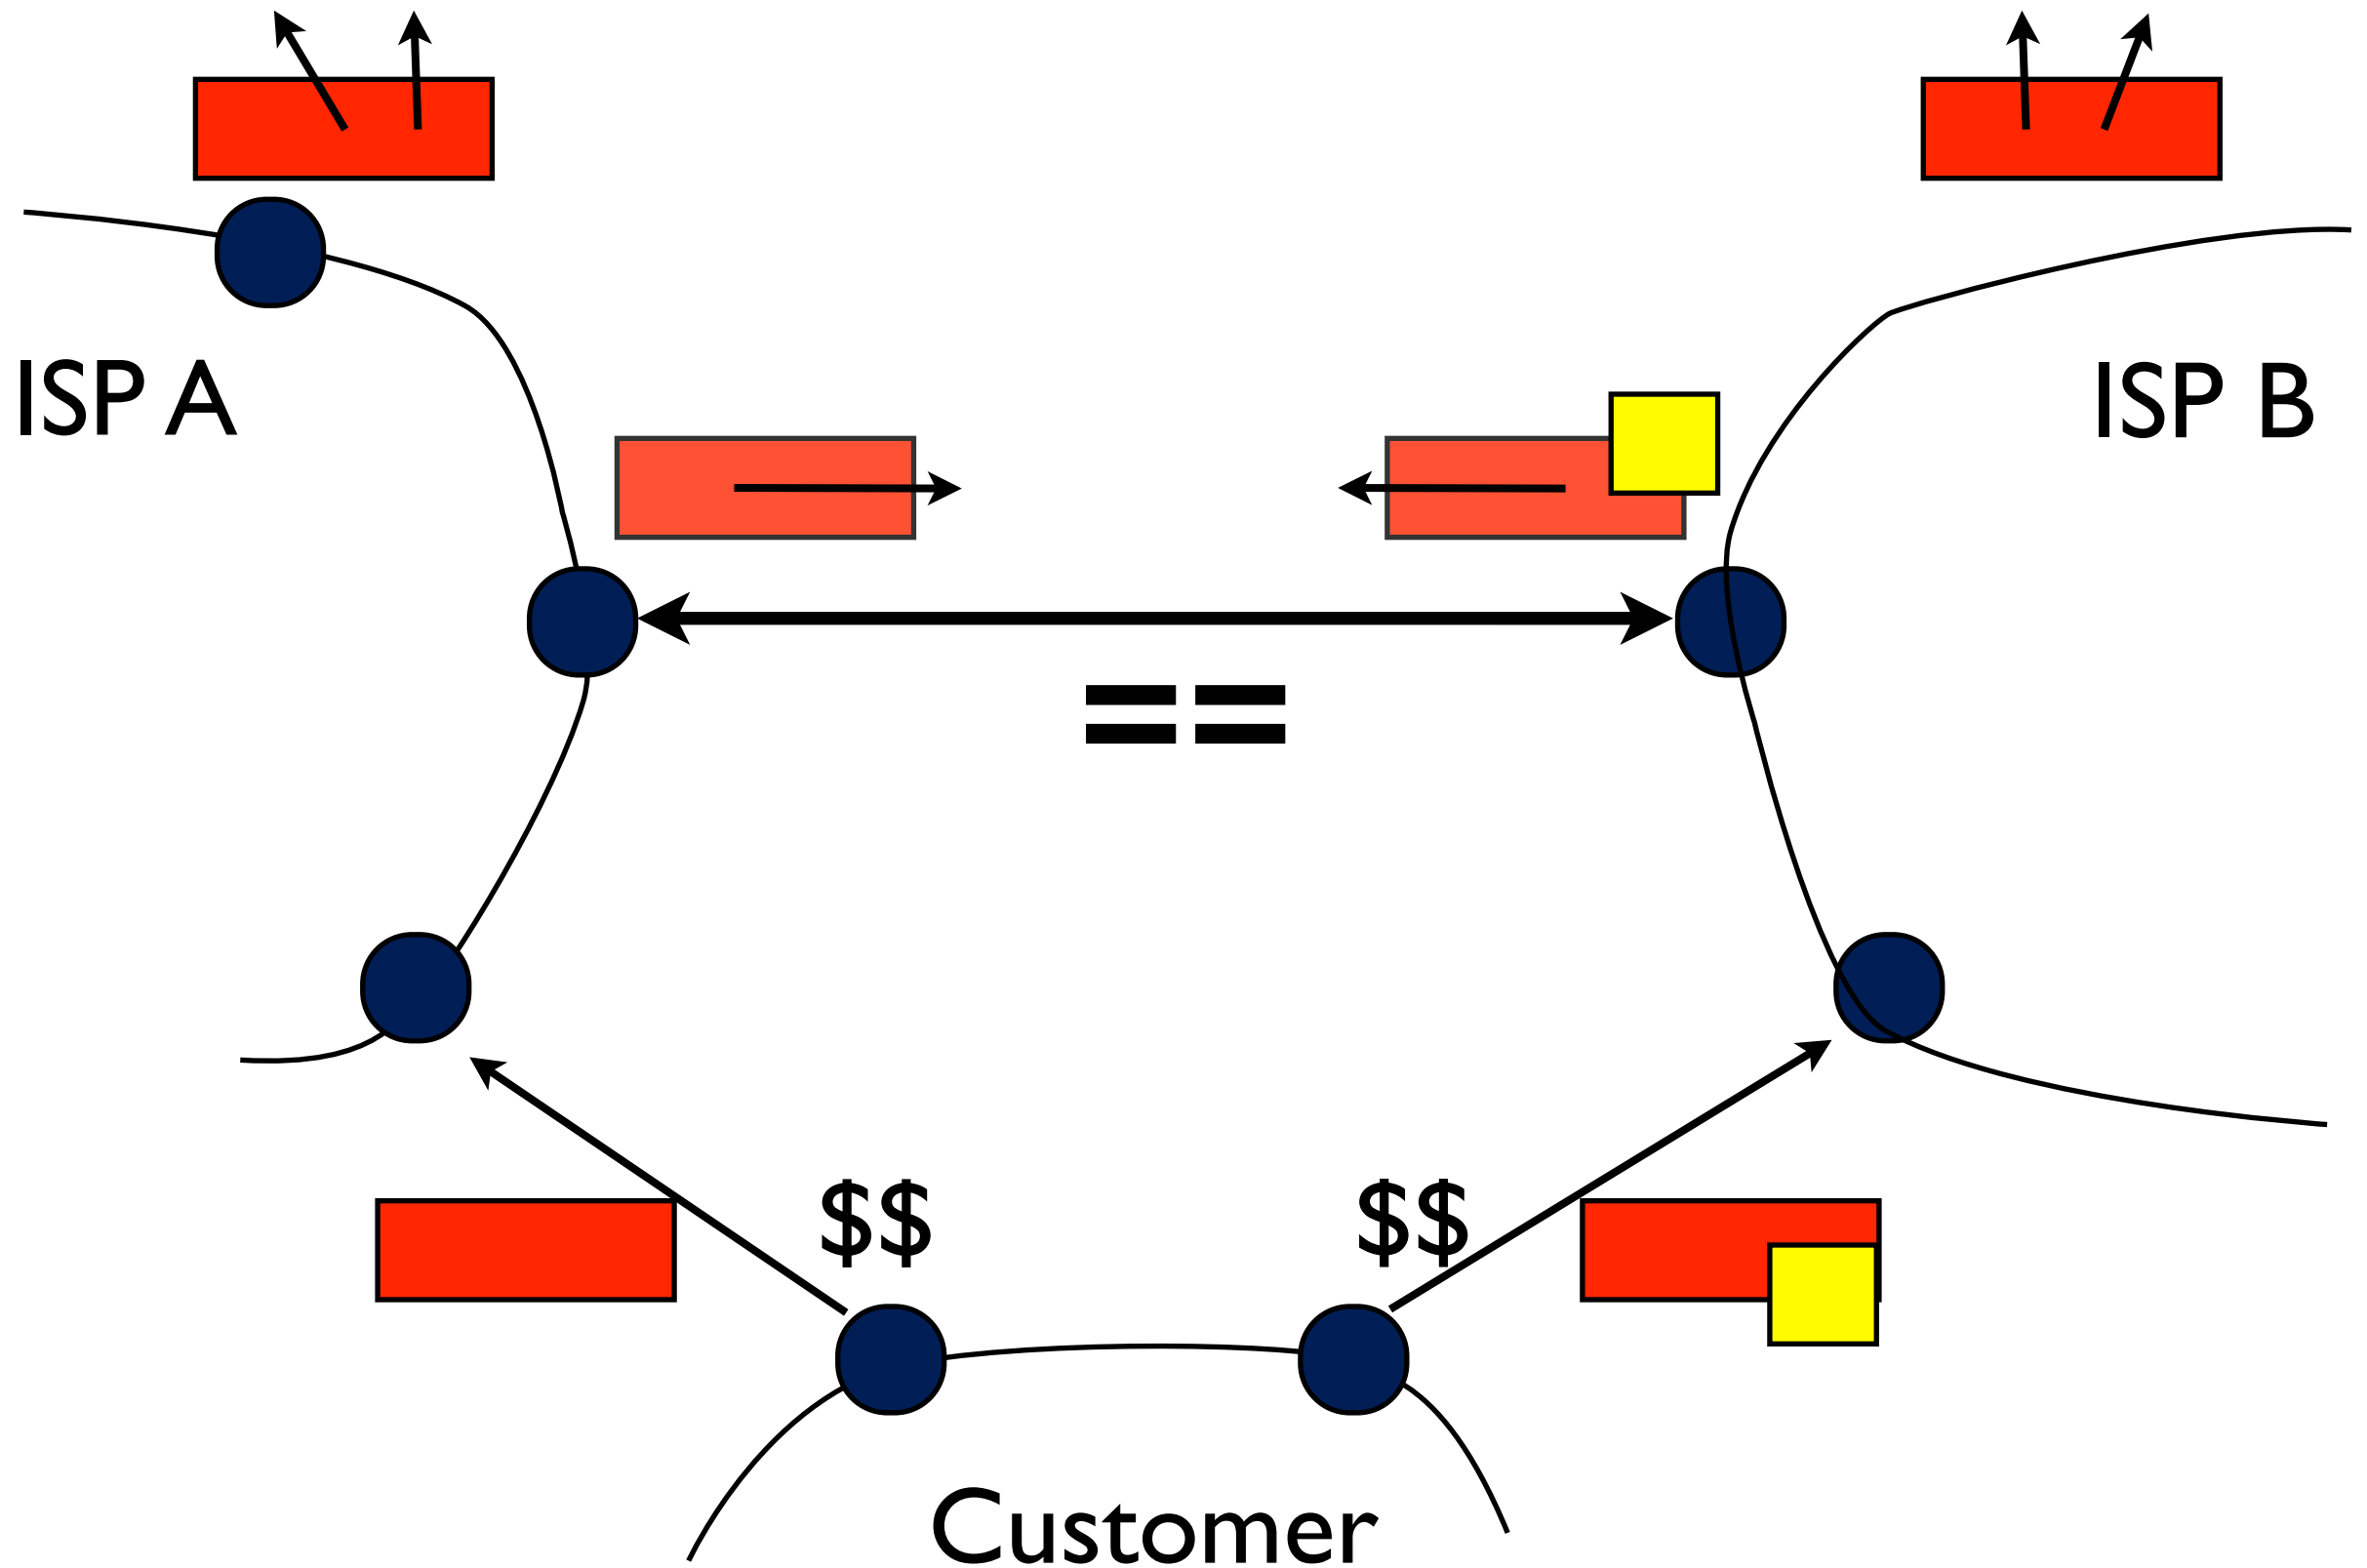 ISP A
ISP B
==
$$
$$
Customer